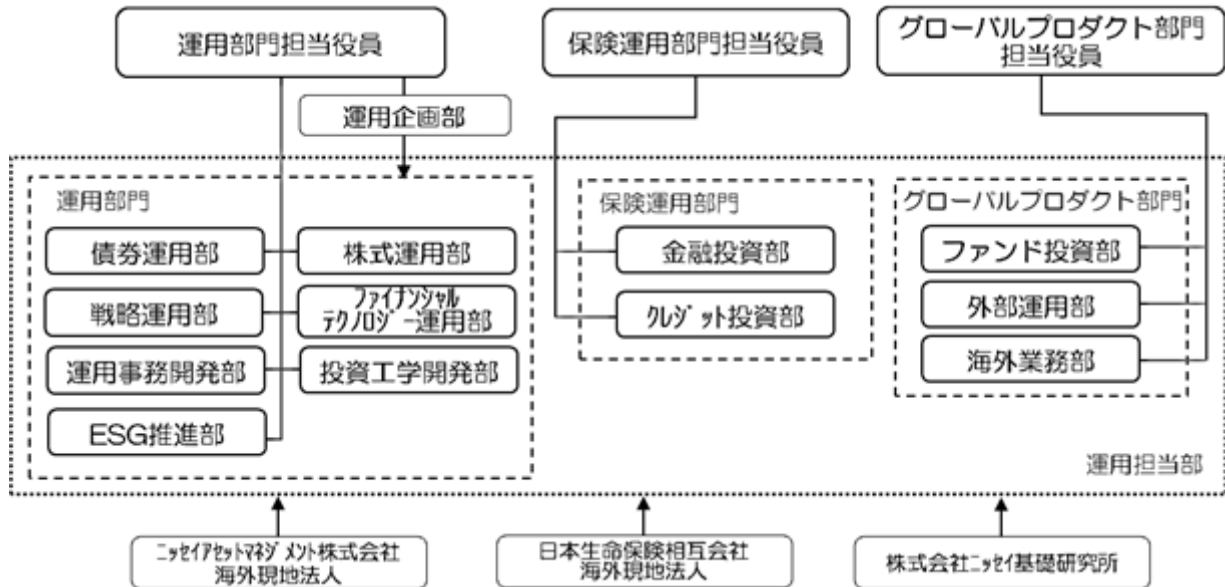 運用部門担当役員
保険運用部門担当役員
グローバルプロダクト部門
担当役員
運用企画部
運用部門
債券運用部
株式運用部
戦略運用部
ファイナンシャル
テクノロジー運用部
運用事務開発部
投資工学開発部
ESG推進部
保険運用部門
金融投資部
クレジット投資部
グローバルプロダクト部門
ファンド投資部
外部運用部
海外業務部
運用担当部
ニッセイアセットマネジメント株式会社
海外現地法人
日本生命保険相互会社
海外現地法人
株式会社ニッセイ基礎研究所